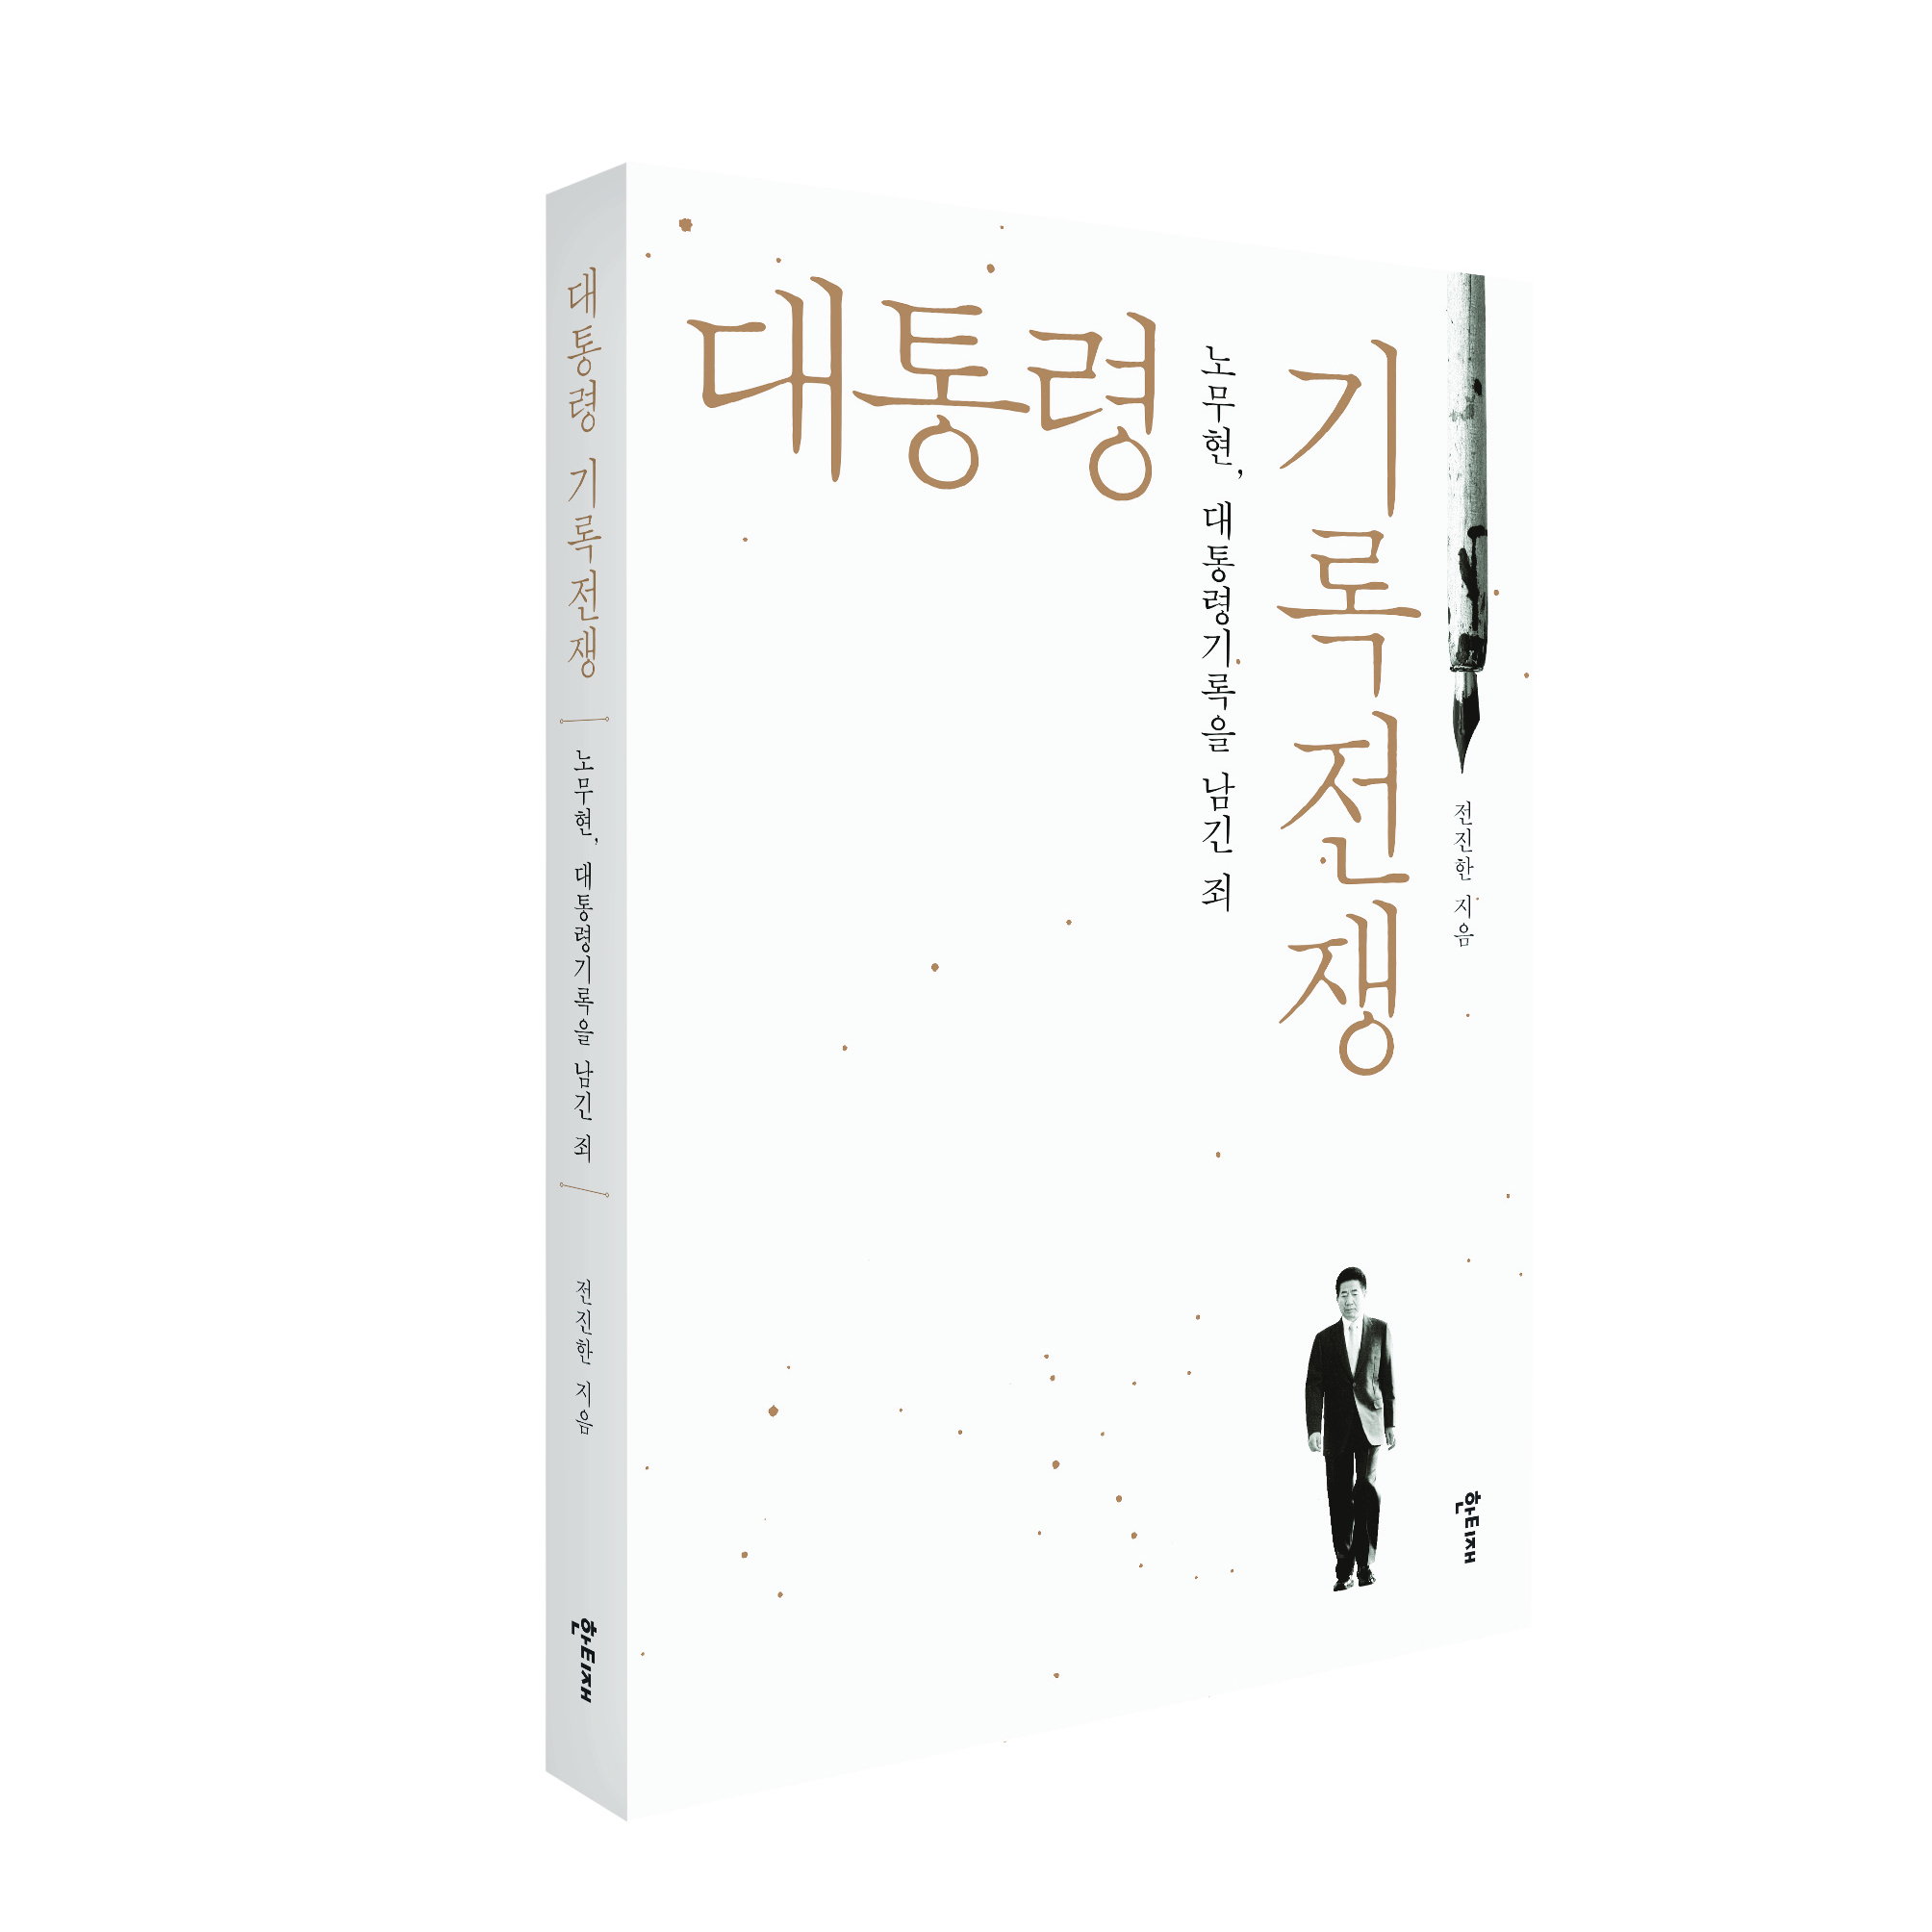 대통령 기록전쟁
노무현, 대통령기록을 남긴 죄
전진한 지음
한티재
대통령
기록전쟁
노무현, 대통령기록을 남긴 죄
전진한 지음
한티재